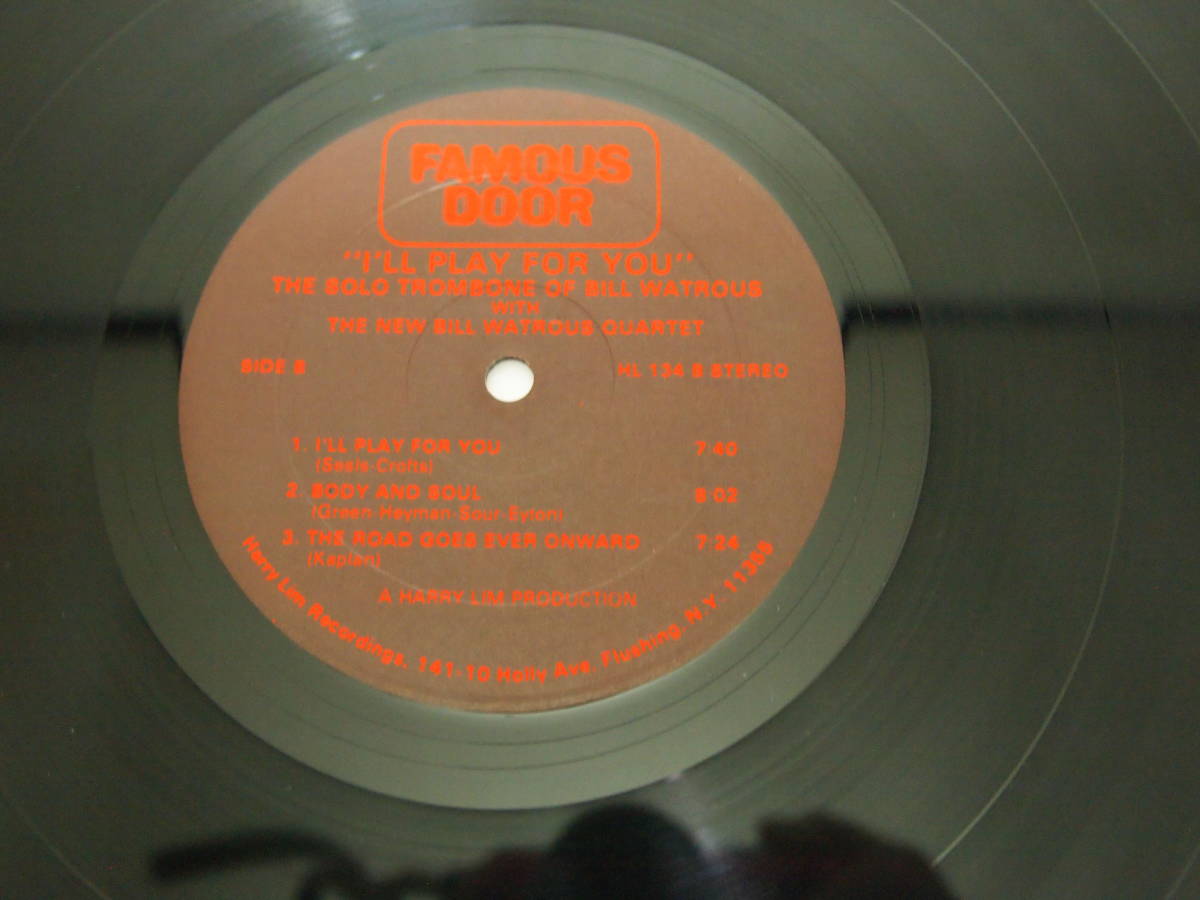 FAMOUS
DOOR
"I'LL PLAY FOR YOU"
THE SOLO TROMBONE OF BILL WATROUS
WITH
THE NEW BILL WATROUS QUARTET
SIDE B
HL 134 B STEREO
1. I'LL PLAY FOR YOU 7:40
(Seals-Crofts)
2. BODY AND SOUL 8:02
(Green-Heyman-Sour-Eyton)
3. THE ROAD GOES EVER ONWARD 7:24
(Kaplan)
A HARRY LIM PRODUCTION
Harry Lim Recordings, 141-10 Holly Ave. Flushing, N.Y. 11355